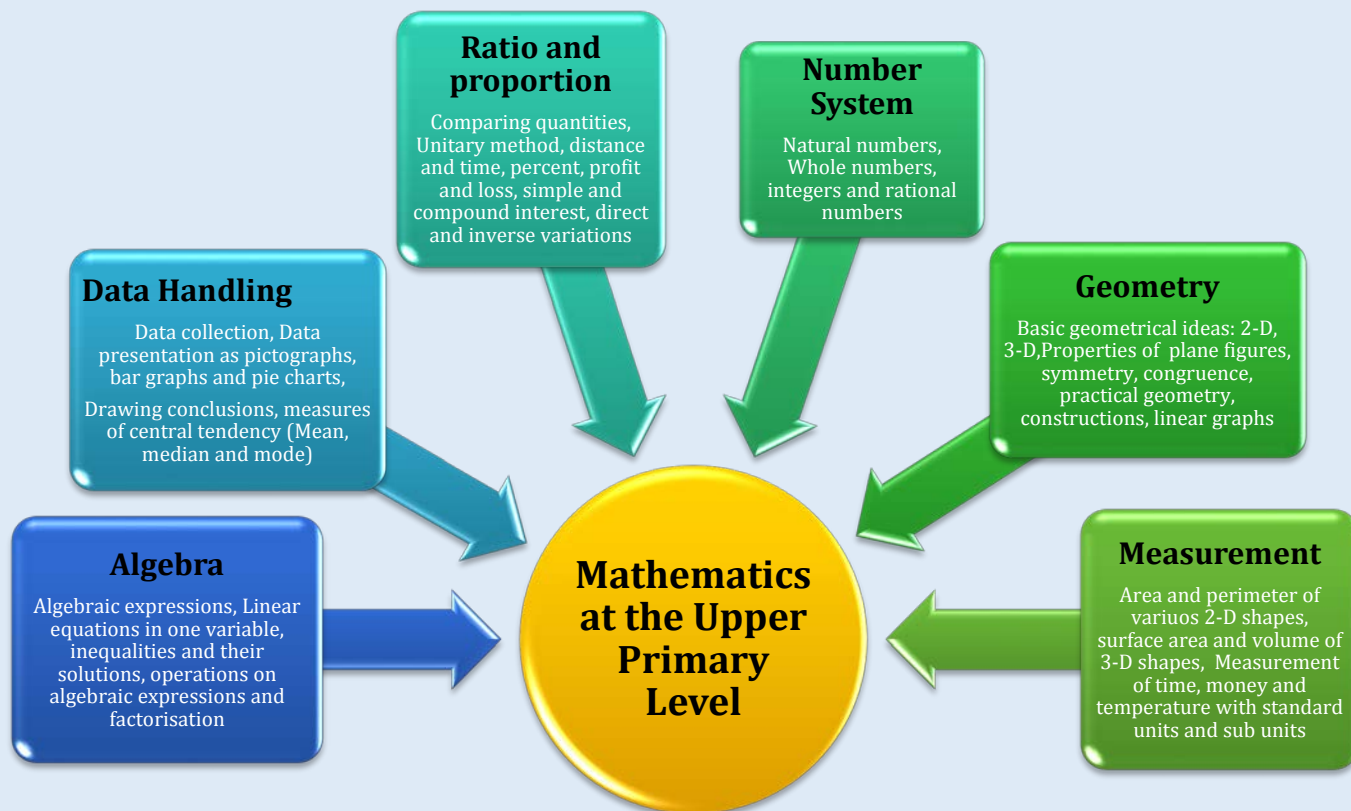 Ratio and
proportion
Comparing quantities,
Unitary method, distance
and time, percent, profit
and loss, simple and
compound interest, direct
and inverse variations
Number
System
Natural numbers,
Whole numbers,
integers and rational
numbers
Data Handling
Data collection, Data
presentation as pictographs,
bar graphs and pie charts,
Drawing conclusions, measures
of central tendency (Mean,
median and mode)
Geometry
Basic geometrical ideas: 2-D,
3-D,Properties of plane figures,
symmetry, congruence,
practical geometry,
constructions, linear graphs
Algebra
Algebraic expressions, Linear
equations in one variable,
inequalities and their
solutions, operations on
algebraic expressions and
factorisation
Mathematics
at the Upper
Primary
Level
Measurement
Area and perimeter of
variuos 2-D shapes,
surface area and volume of
3-D shapes, Measurement
of time, money and
temperature with standard
units and sub units